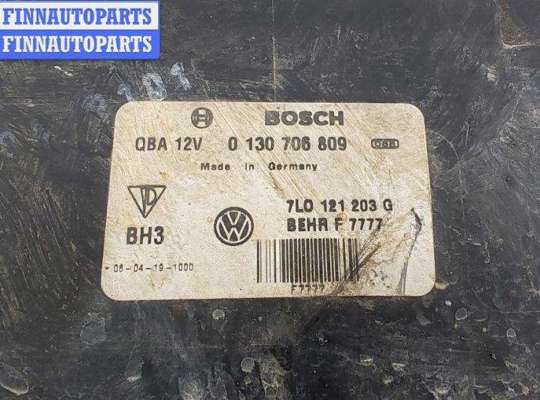 FINNAUTOPARTS
FINNAUTOPARTS
BOSCH
QBA 12V 0 130 706 809
Made in Germany
7L0 121 203 G
BH3
BEHR F 7777
06-04-19-1000
F7777